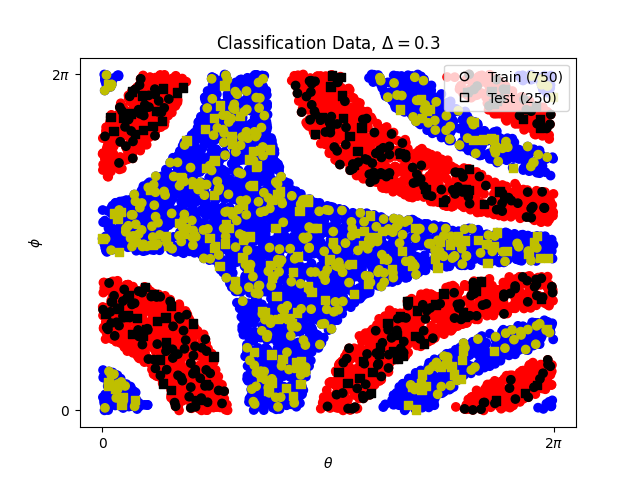 Classification Data, Δ = 0.3
Train (750)
Test (250)
2π
ϕ
0
0
2π
θ